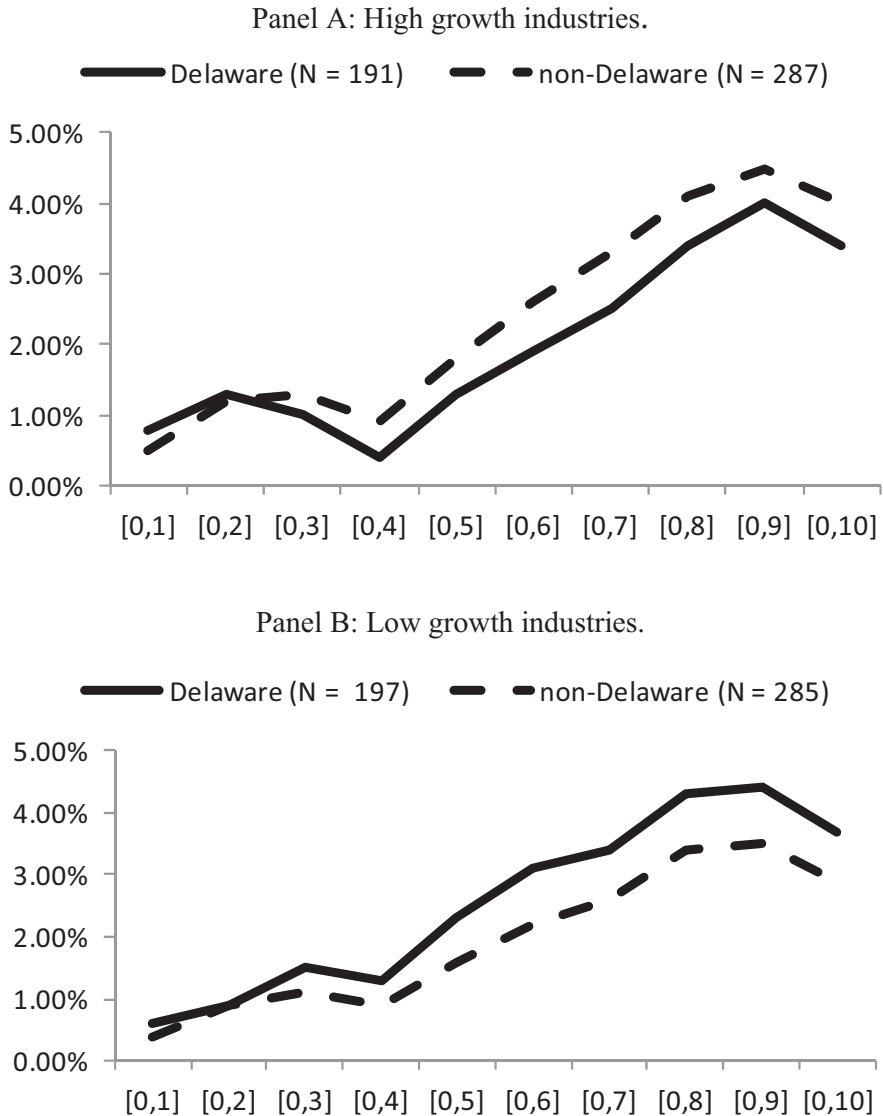 Panel A: High growth industries.
Delaware (N = 191) non-Delaware (N = 287)
5.00%
4.00%
3.00%
2.00%
1.00%
0.00%
[0,1] [0,2] [0,3] [0,4] [0,5] [0,6] [0,7] [0,8] [0,9] [0,10]
Panel B: Low growth industries.
Delaware (N = 197) non-Delaware (N = 285)
5.00%
4.00%
3.00%
2.00%
1.00%
0.00%
[0,1] [0,2] [0,3] [0,4] [0,5] [0,6] [0,7] [0,8] [0,9] [0,10]